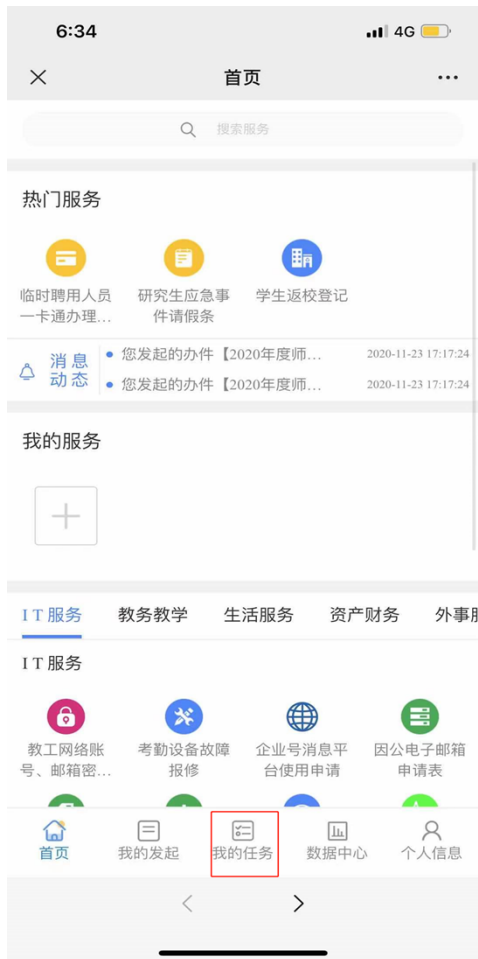 6:34
4G
首页
搜索服务
热门服务
临时聘用人员
一卡通办理...
研究生应急事
件请假条
学生返校登记
消息
动态
您发起的办件【2020年度师... 2020-11-23 17:17:24
您发起的办件【2020年度师... 2020-11-23 17:17:24
我的服务
IT服务 教务教学 生活服务 资产财务 外事
IT服务
教工网络账
号、邮箱密...
考勤设备故障
报修
企业号消息平
台使用申请
因公电子邮箱
申请表
首页 我的发起 我的任务 数据中心 个人信息